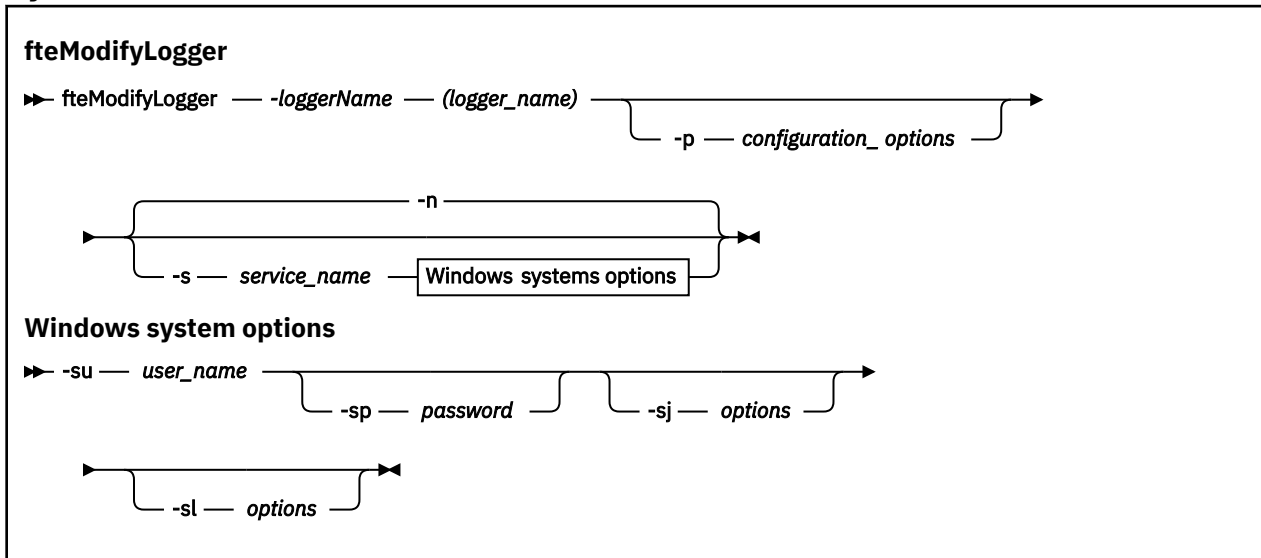 fteModifyLogger
fteModifyLogger -loggerName (logger_name)
-p configuration_ options
-n
-s service_name Windows systems options
Windows system options
-su user_name
-sp password -sj options
-sl options